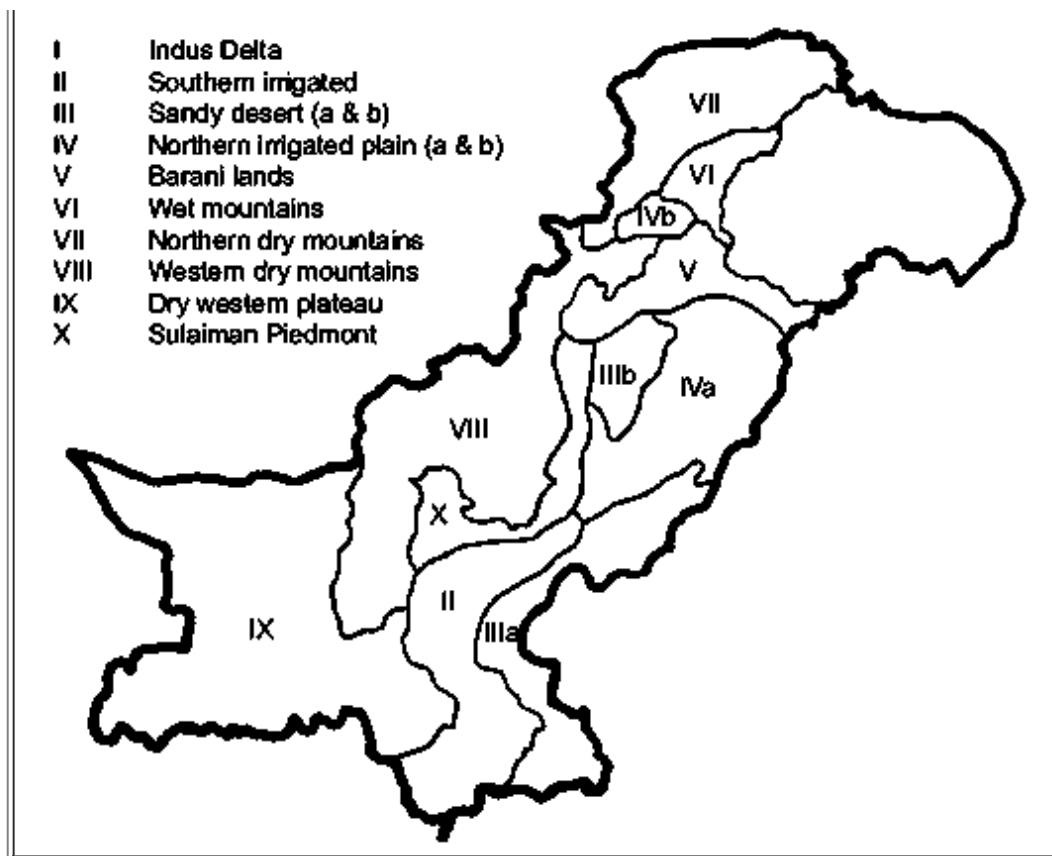 I Indus Delta
II Southern irrigated
III Sandy desert (a & b)
IV Northern irrigated plain (a & b)
V Barani lands
VI Wet mountains
VII Northern dry mountains
VIII Western dry mountains
IX Dry western plateau
X Sulaiman Piedmont
VII
VI
IVb
V
IIIb
IVa
VIII
X
II
IIIa
IX